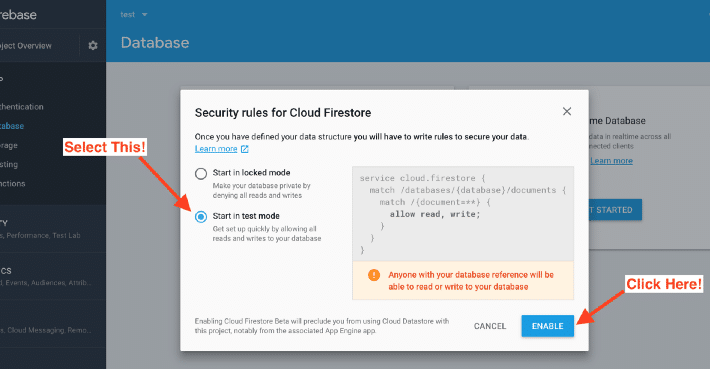 rebase
test
oject Overview
Database
P
thentication
tabase
rage
sting
nctions
TY
s, Performance, Test Lab
ICS
rd, Events, Audiences, Attrib...
s, Cloud Messaging, Remo...
me Database
data in realtime across all
nected clients
Learn more
T STARTED
Security rules for Cloud Firestore
Once you have defined your data structure you will have to write rules to secure your data.
Learn more
Select This!
Start in locked mode
Make your database private by
denying all reads and writes
Start in test mode
Get set up quickly by allowing all
reads and writes to your database
service cloud.firestore {
match /databases/{database}/documents {
match /{document=**} {
allow read, write;
}
}
}
Anyone with your database reference will be
able to read or write to your database
Click Here!
Enabling Cloud Firestore Beta will preclude you from using Cloud Datastore with
this project, notably from the associated App Engine app.
CANCEL
ENABLE